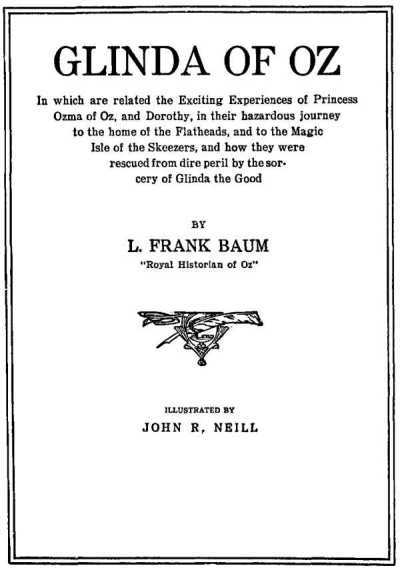 GLINDA OF OZ
In which are related the Exciting Experiences of Princess
Ozma of Oz, and Dorothy, in their hazardous journey
to the home of the Flatheads, and to the Magic
Isle of the Skeezers, and how they were
rescued from dire peril by the sor-
cery of Glinda the Good
BY
L. FRANK BAUM
"Royal Historian of Oz"
ILLUSTRATED BY
JOHN R. NEILL